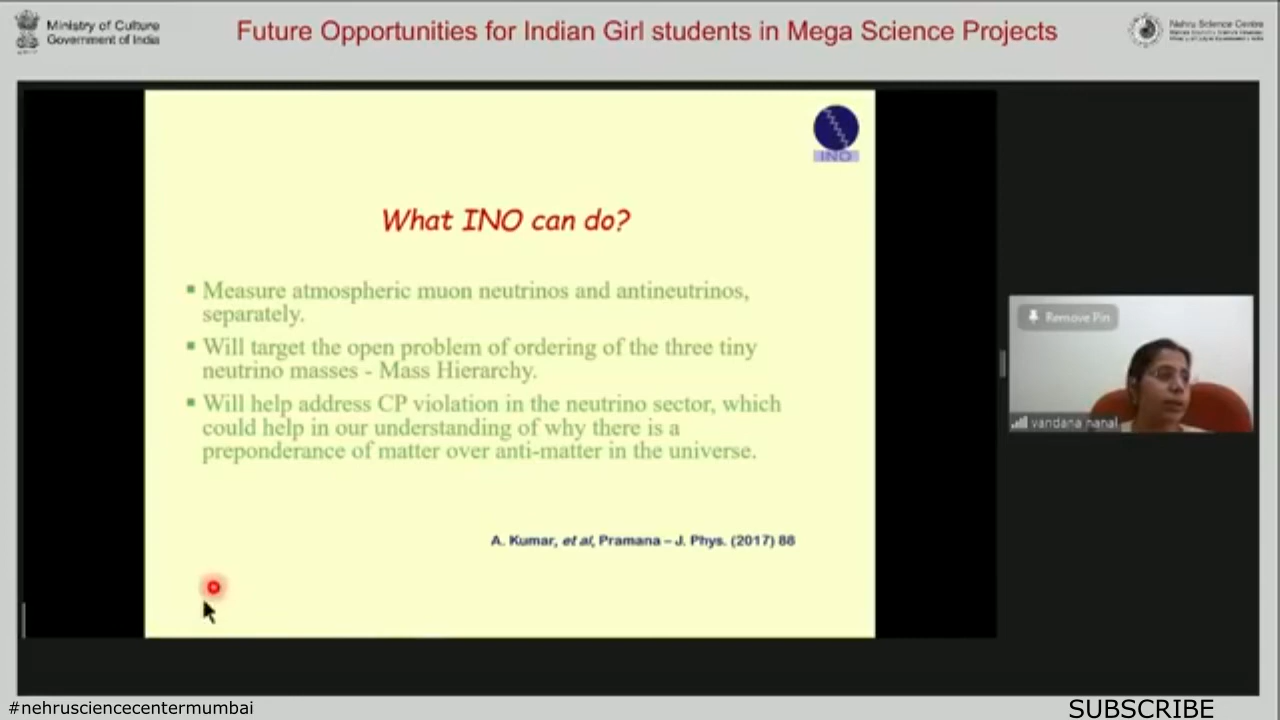 Ministry of Culture
Government of India
Future Opportunities for Indian Girl students in Mega Science Projects
Nehru Science Centre
INO
What INO can do?
▪ Measure atmospheric muon neutrinos and antineutrinos,
separately.
▪ Will target the open problem of ordering of the three tiny
neutrino masses - Mass Hierarchy.
▪ Will help address CP violation in the neutrino sector, which
could help in our understanding of why there is a
preponderance of matter over anti-matter in the universe.
A. Kumar, et al, Pramana – J. Phys. (2017) 88
Remove Pin
vandana nanal
#nehrusciencecentermumbai
SUBSCRIBE